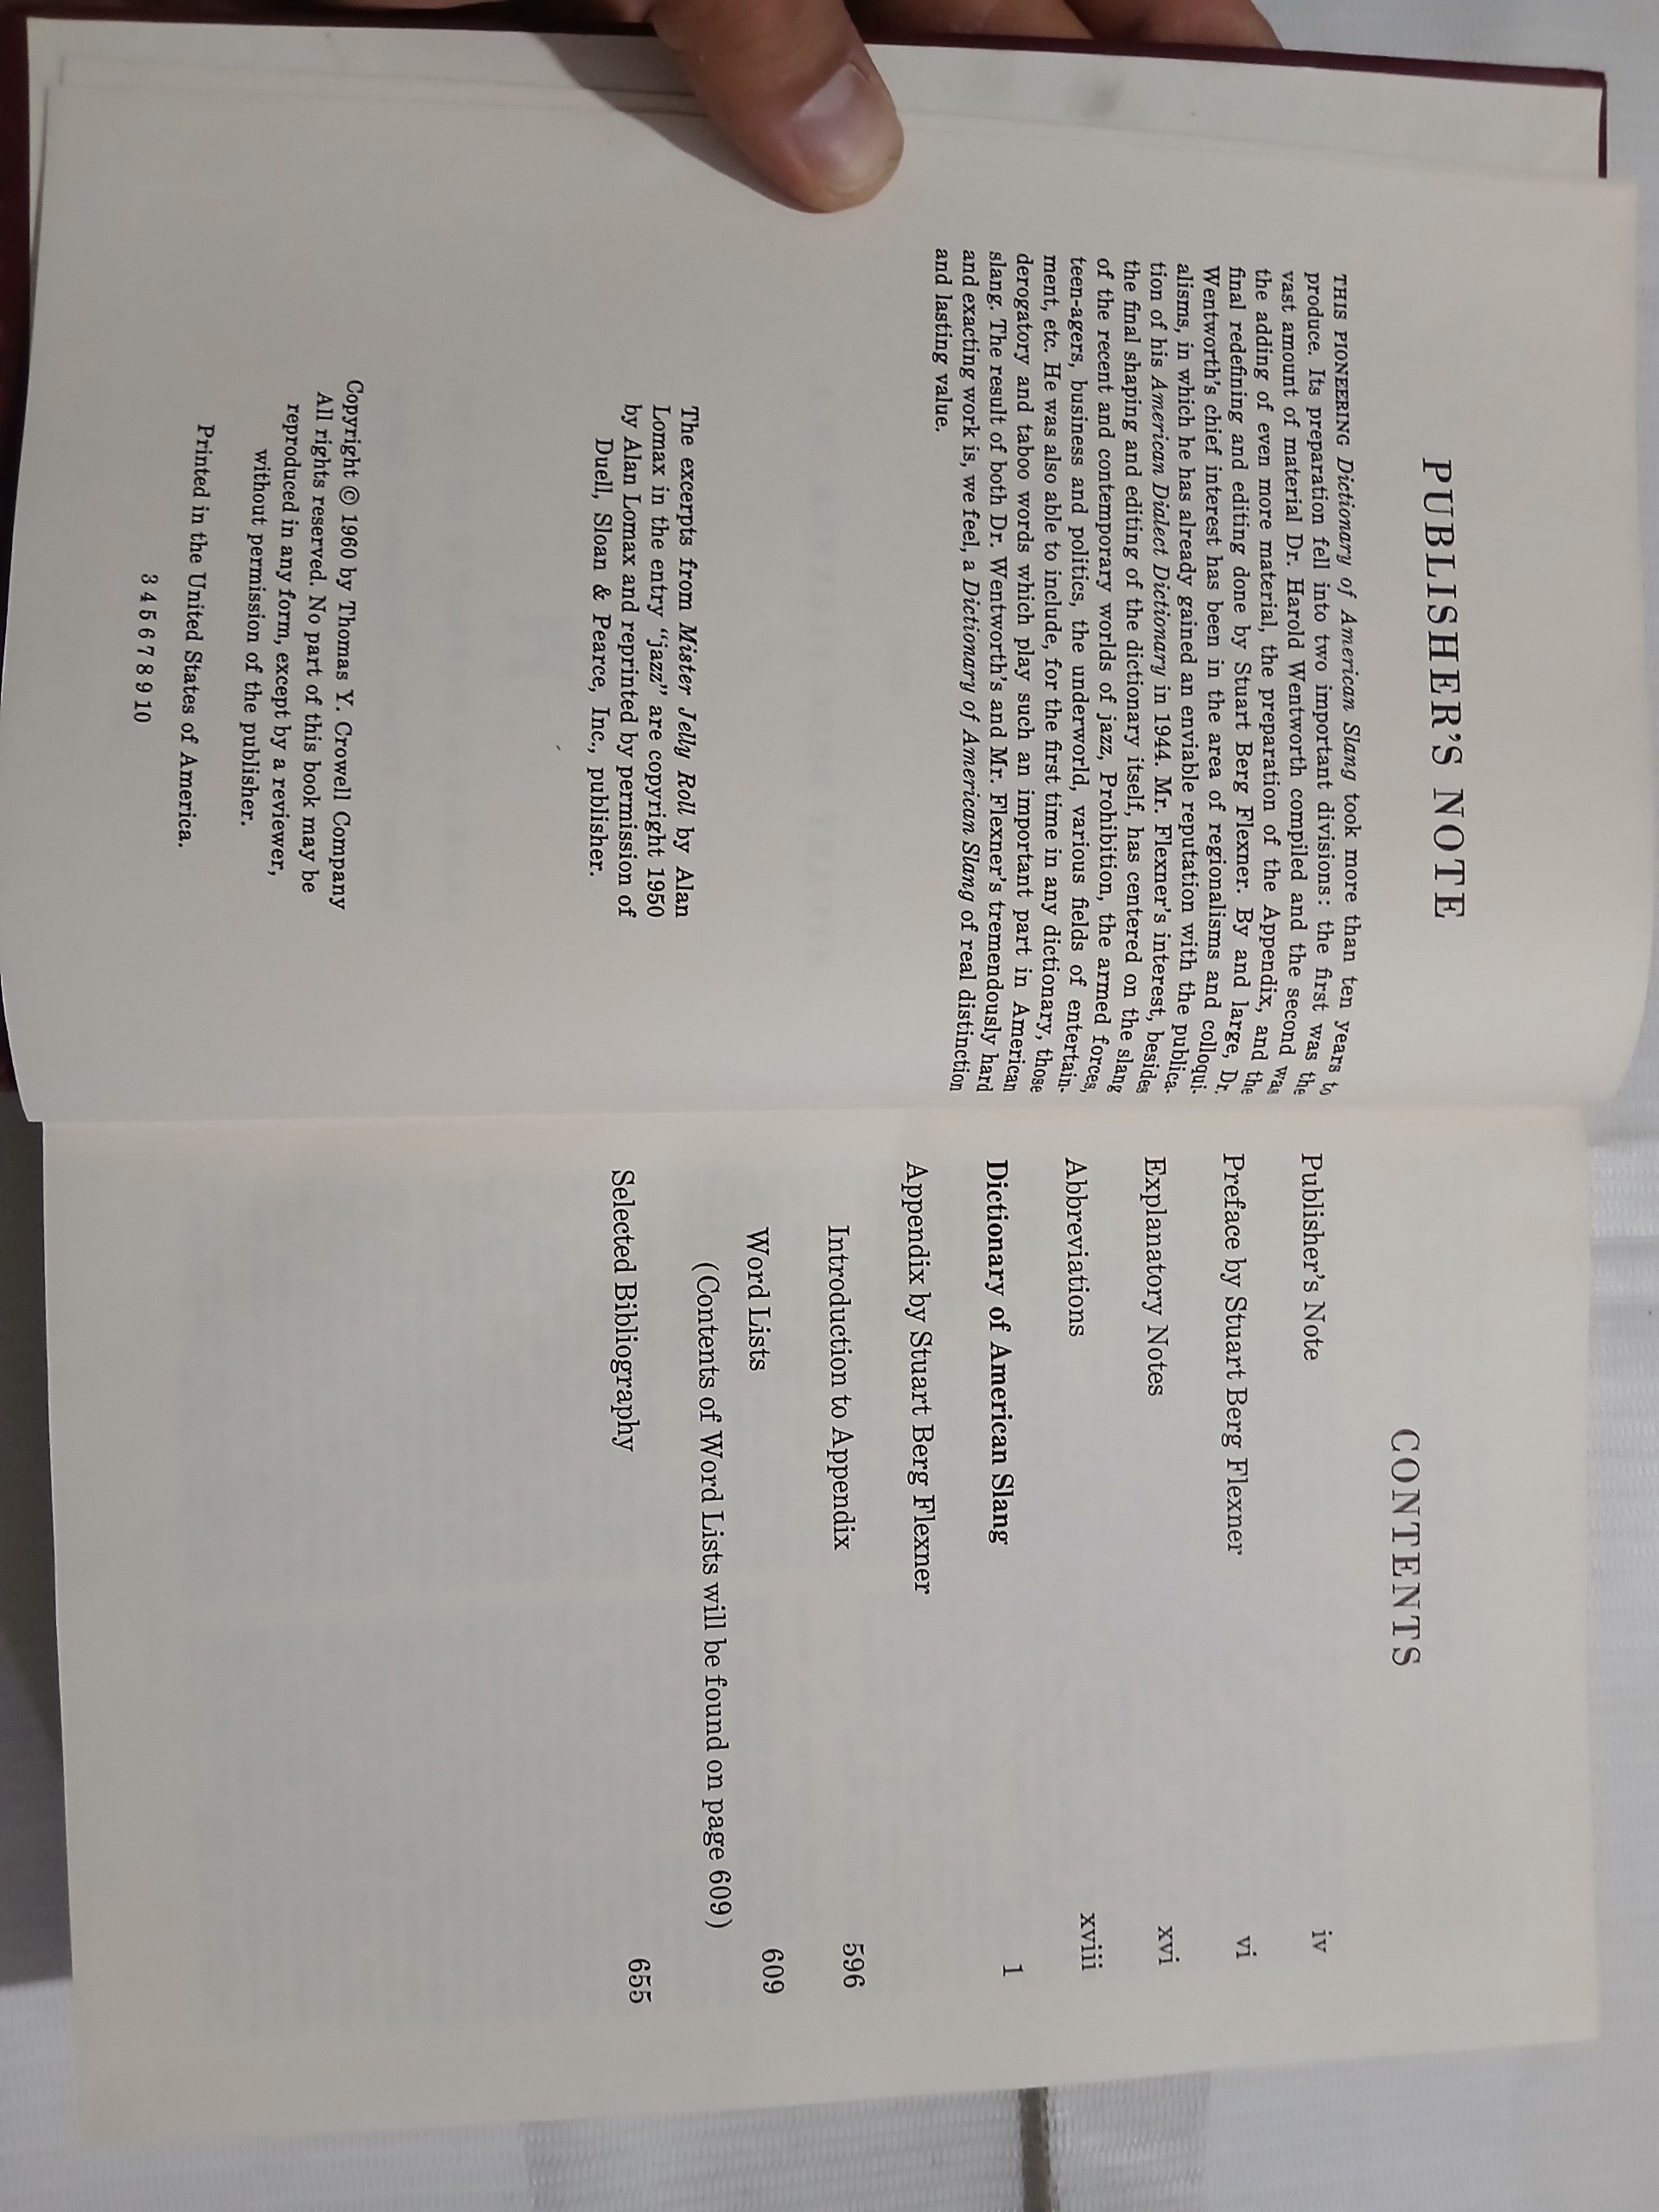 PUBLISHER'S NOTE
THIS PIONEERING Dictionary of American Slang took more than ten years to
produce. Its preparation fell into two important divisions: the first was the
vast amount of material Dr. Harold Wentworth compiled and the second was
the adding of even more material, the preparation of the Appendix, and the
final redefining and editing done by Stuart Berg Flexner. By and large, Dr.
Wentworth's chief interest has been in the area of regionalisms and colloqui-
alisms, in which he has already gained an enviable reputation with the publica-
tion of his American Dialect Dictionary in 1944. Mr. Flexner's interest, besides
the final shaping and editing of the dictionary itself, has centered on the slang
of the recent and contemporary worlds of jazz, Prohibition, the armed forces,
teen-agers, business and politics, the underworld, various fields of entertain-
ment, etc. He was also able to include, for the first time in any dictionary, those
derogatory and taboo words which play such an important part in American
slang. The result of both Dr. Wentworth's and Mr. Flexner's tremendously hard
and exacting work is, we feel, a Dictionary of American Slang of real distinction
and lasting value.
The excerpts from Mister Jelly Roll by Alan
Lomax in the entry "jazz" are copyright 1950
by Alan Lomax and reprinted by permission of
Duell, Sloan & Pearce, Inc., publisher.
Copyright © 1960 by Thomas Y. Crowell Company
All rights reserved. No part of this book may be
reproduced in any form, except by a reviewer,
without permission of the publisher.
Printed in the United States of America.
3 4 5 6 7 8 9 10
CONTENTS
Publisher's Note iv
Preface by Stuart Berg Flexner vi
Explanatory Notes xvi
Abbreviations xviii
Dictionary of American Slang 1
Appendix by Stuart Berg Flexner
Introduction to Appendix 596
Word Lists 609
(Contents of Word Lists will be found on page 609)
Selected Bibliography 655